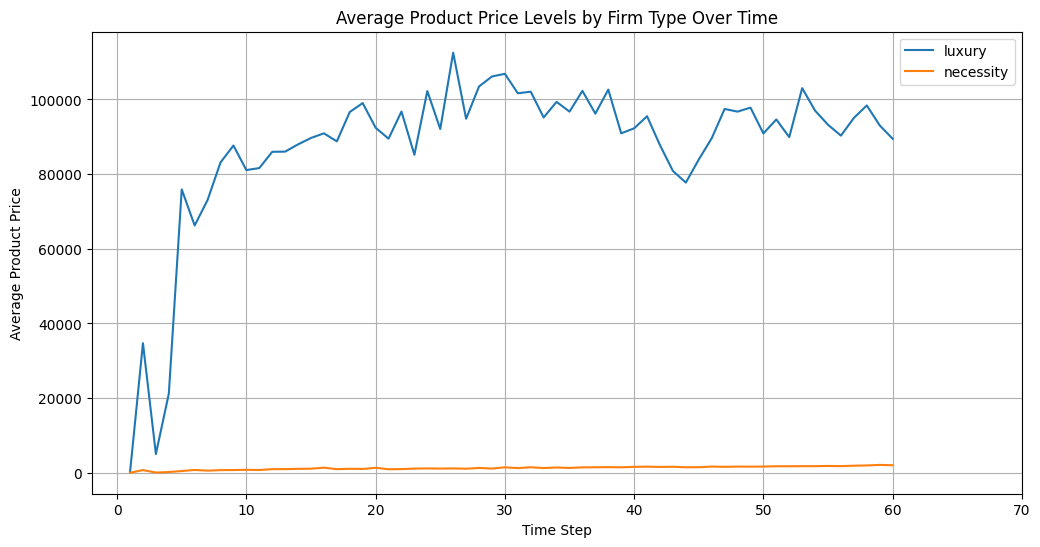 Average Product Price Levels by Firm Type Over Time
luxury
necessity
Average Product Price
100000
80000
60000
40000
20000
0
0 10 20 30 40 50 60 70
Time Step